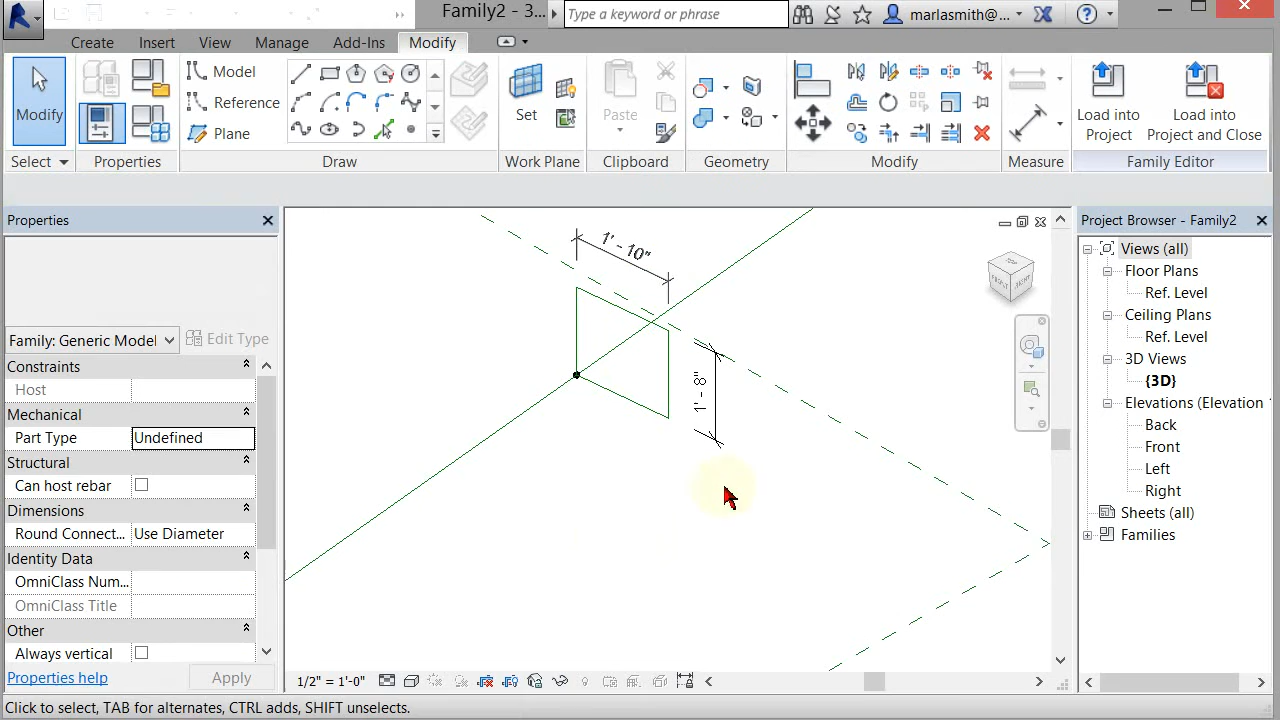 Family2 - 3...
Type a keyword or phrase
marlasmith@...
Create
Insert
View
Manage
Add-Ins
Modify
Modify
Select
Properties
Model
Reference
Plane
Draw
Set
Work Plane
Paste
Clipboard
Geometry
Modify
Measure
Load into
Project
Load into
Project and Close
Family Editor
Properties
Family: Generic Model
Edit Type
Constraints
Host
Mechanical
Part Type
Undefined
Structural
Can host rebar
Dimensions
Round Connect...
Use Diameter
Identity Data
OmniClass Num...
OmniClass Title
Other
Always vertical
Properties help
Apply
1' - 10"
1' - 8"
TOP
FRONT
RIGHT
1/2" = 1'-0"
Project Browser - Family2
Views (all)
Floor Plans
Ref. Level
Ceiling Plans
Ref. Level
3D Views
{3D}
Elevations (Elevation
Back
Front
Left
Right
Sheets (all)
Families
Click to select, TAB for alternates, CTRL adds, SHIFT unselects.